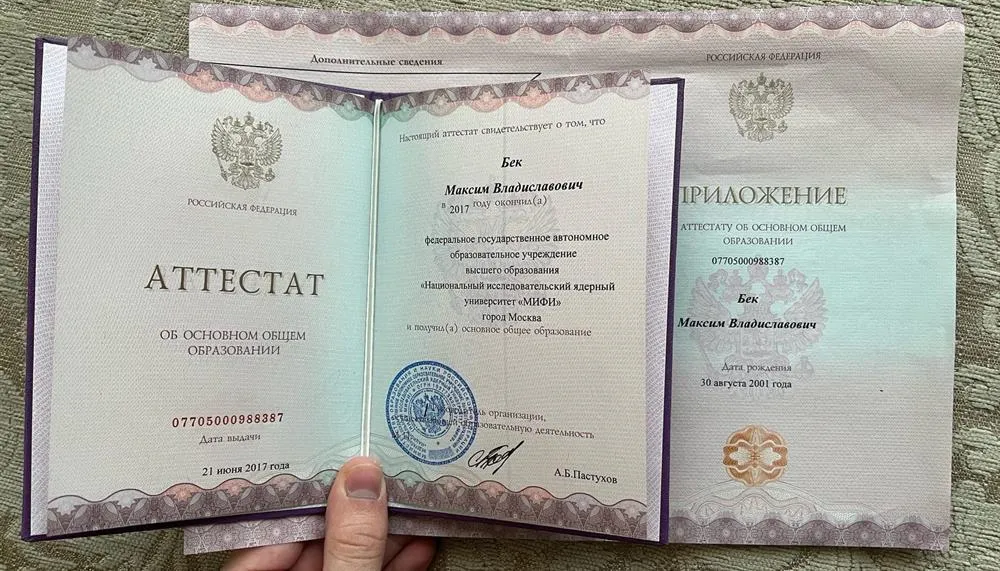 Дополнительные сведения
РОССИЙСКАЯ ФЕДЕРАЦИЯ
АТТЕСТАТ
ОБ ОСНОВНОМ ОБЩЕМ
ОБРАЗОВАНИИ
07705000988387
Дата выдачи
21 июня 2017 года
Настоящий аттестат свидетельствует о том, что
Бек
Максим Владиславович
в 2017 году окончил(а)
федеральное государственное автономное
образовательное учреждение
высшего образования
«Национальный исследовательский ядерный
университет «МИФИ»
город Москва
и получил(а) основное общее образование
организации,
образовательную деятельность
А.Б.Пастухов
РОССИЙСКАЯ ФЕДЕРАЦИЯ
ПРИЛОЖЕНИЕ
АТТЕСТАТУ ОБ ОСНОВНОМ ОБЩЕМ
ОБРАЗОВАНИИ
07705000988387
Бек
Максим Владиславович
Дата рождения
30 августа 2001 года